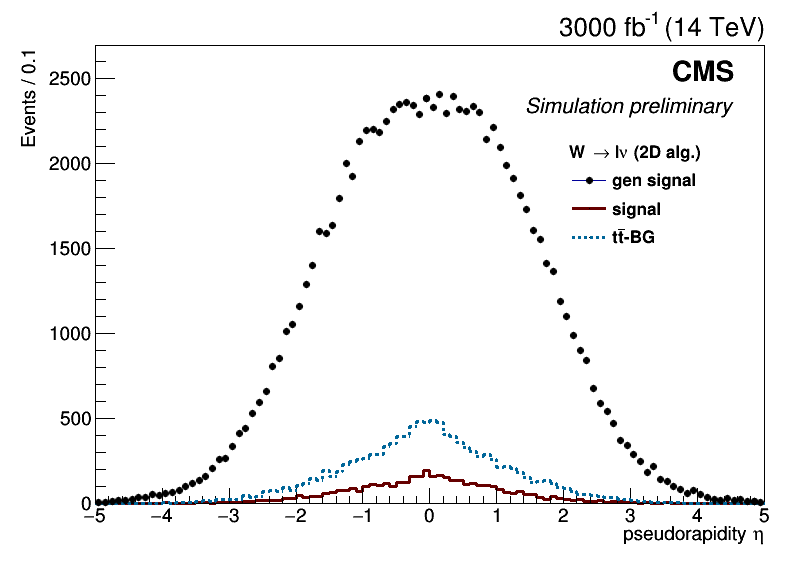 3000 fb⁻¹ (14 TeV)
CMS
Simulation preliminary
W → lν (2D alg.)
gen signal
signal
tt̄-BG
Events / 0.1
2500
2000
1500
1000
500
0
−5 −4 −3 −2 −1 0 1 2 3 4 5
pseudorapidity η